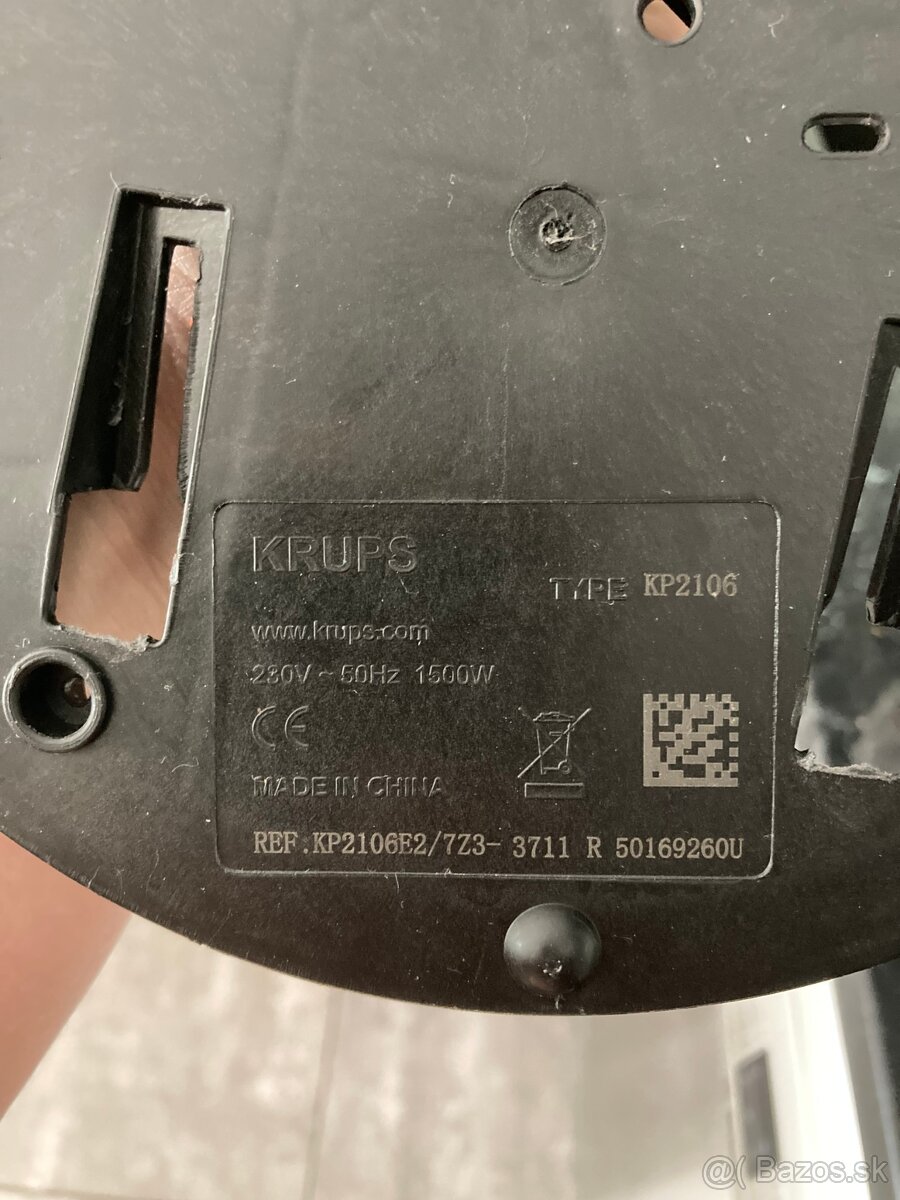 KRUPS
TYPE KP2106
www.krups.com
230V ~ 50Hz 1500W
CE
MADE IN CHINA
REF.KP2106E2/7Z3- 3711 R 50169260U
@( Bazos.sk